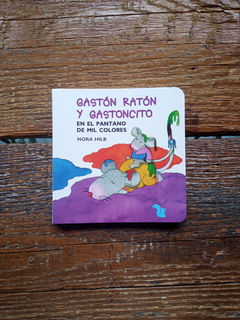 GASTÓN RATÓN
Y GASTONCITO
EN EL PANTANO
DE MIL COLORES
NORA HILB